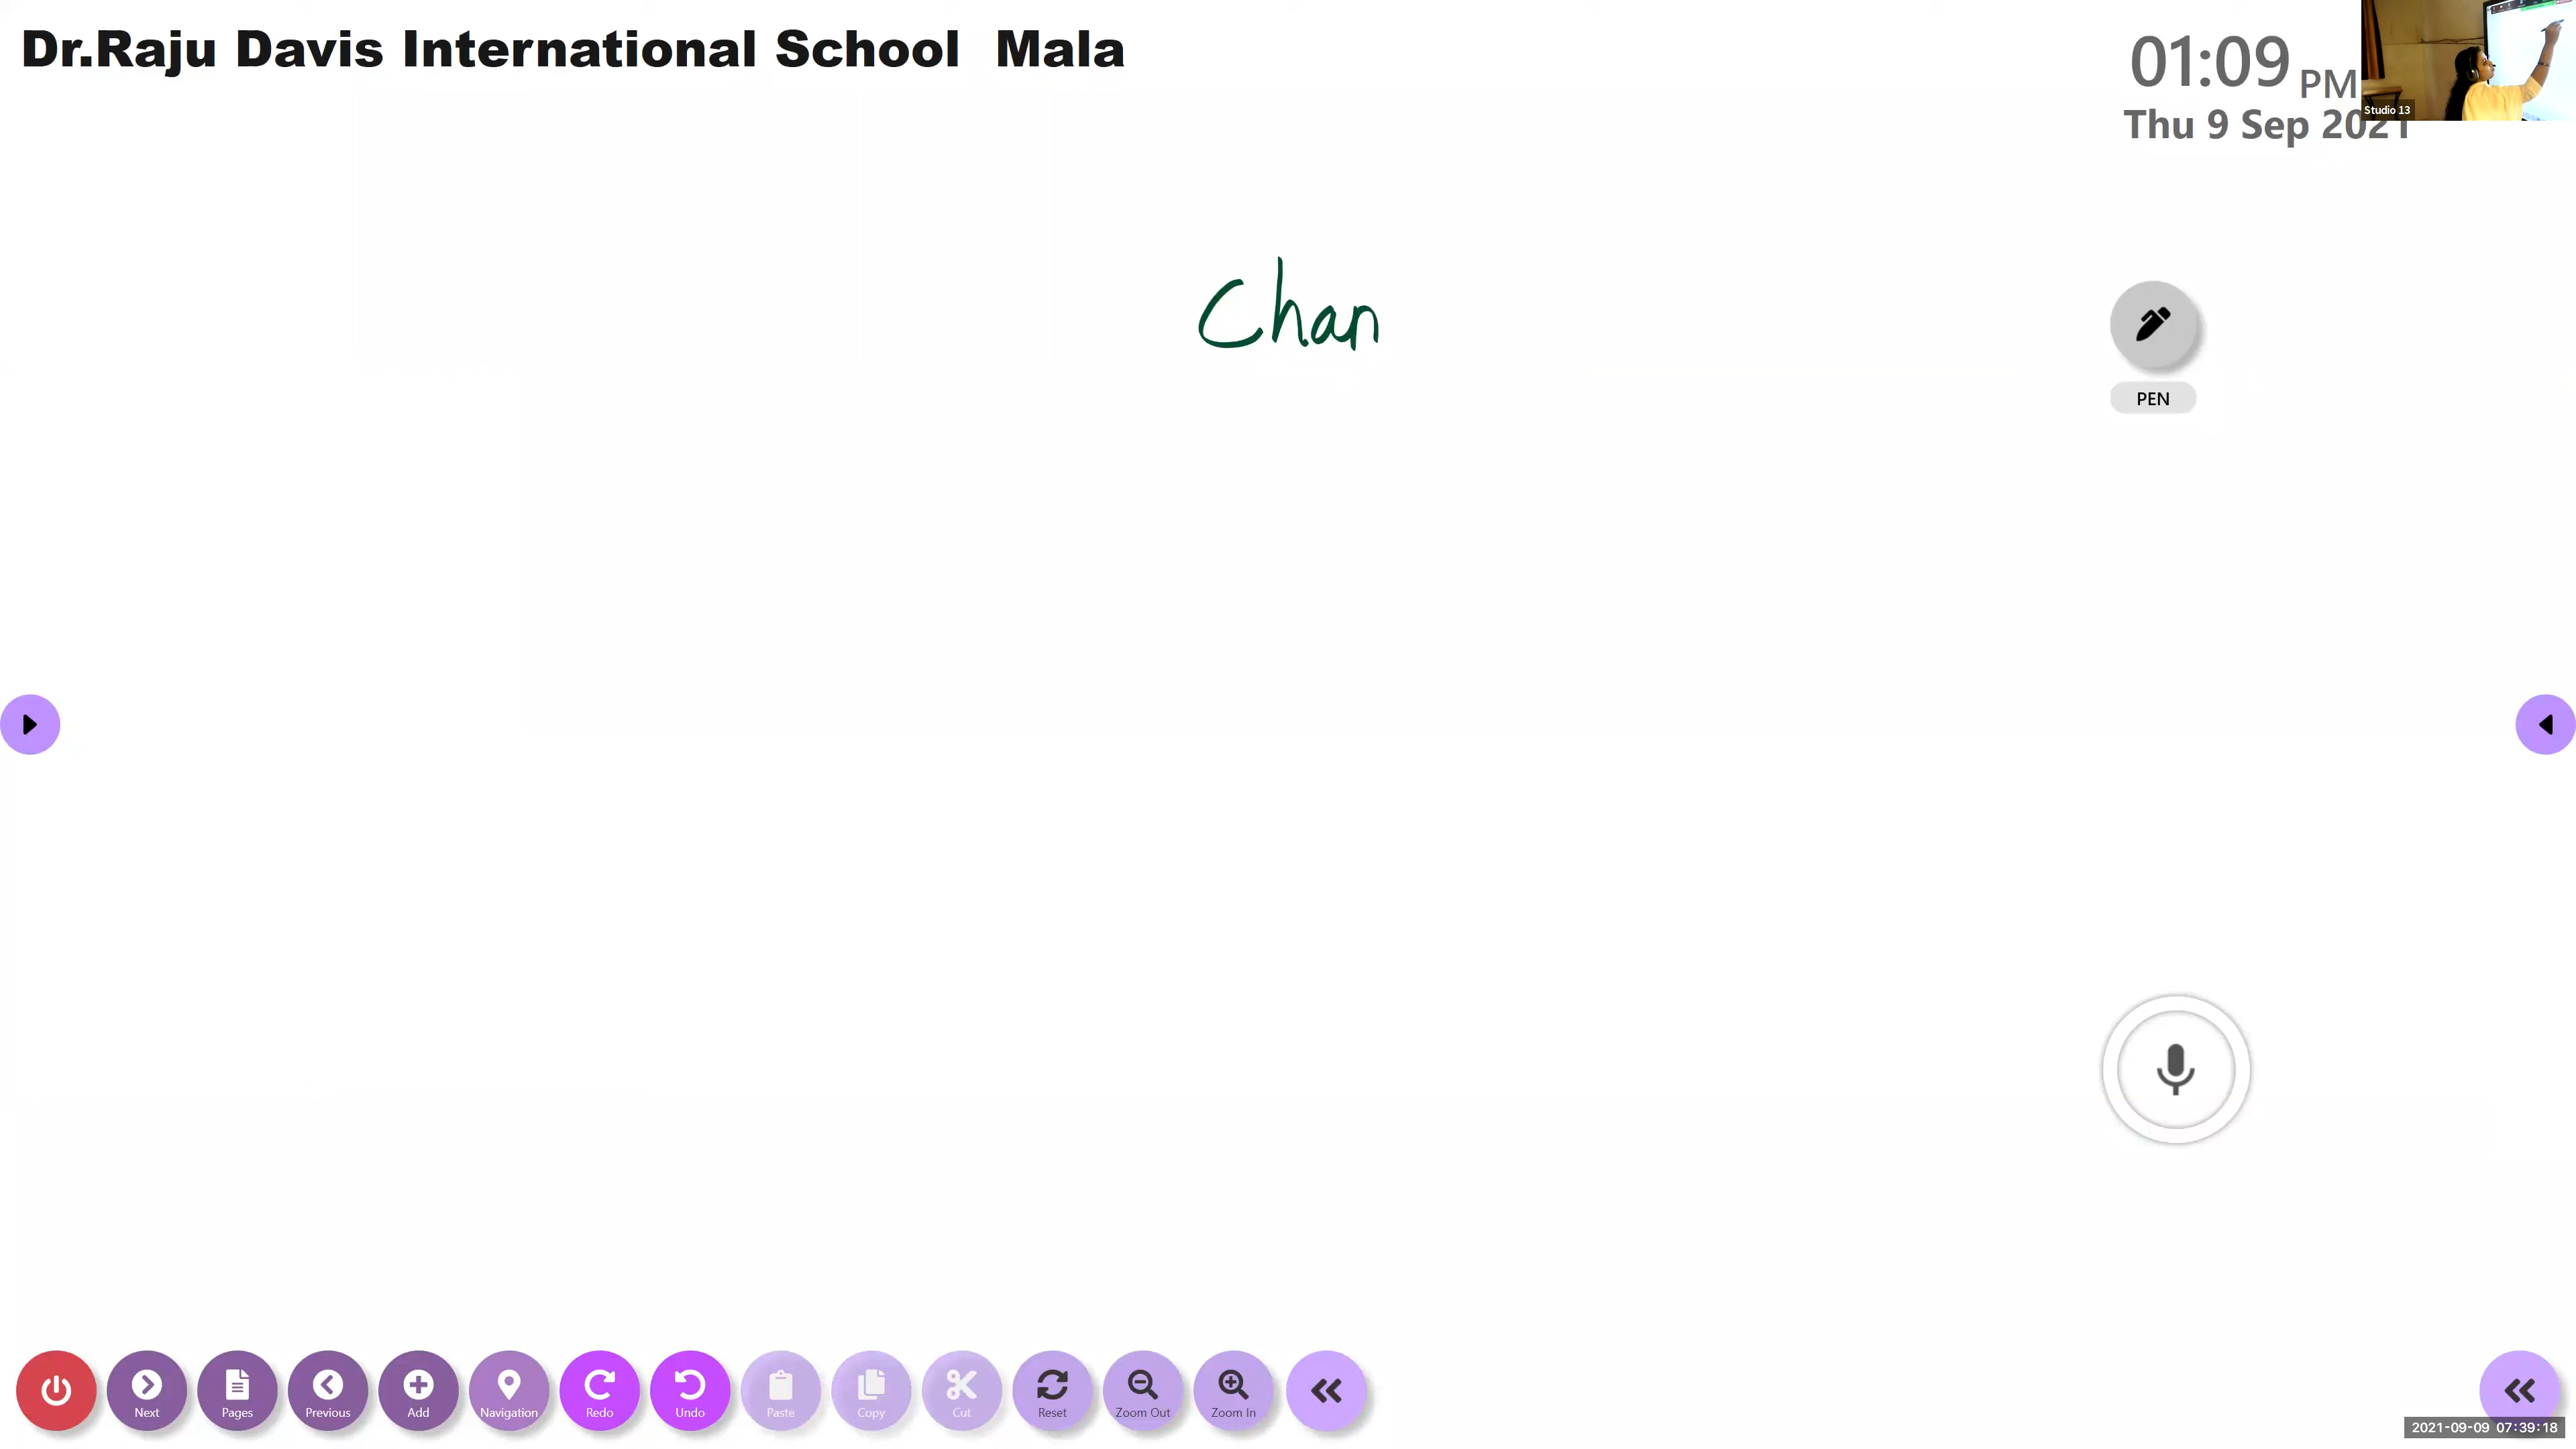 Dr.Raju Davis International School Mala
01:09 PM
Thu 9 Sep 2021
Studio 13
Chan
PEN
Next
Pages
Previous
Add
Navigation
Redo
Undo
Paste
Copy
Cut
Reset
Zoom Out
Zoom In
2021-09-09 07:39:18